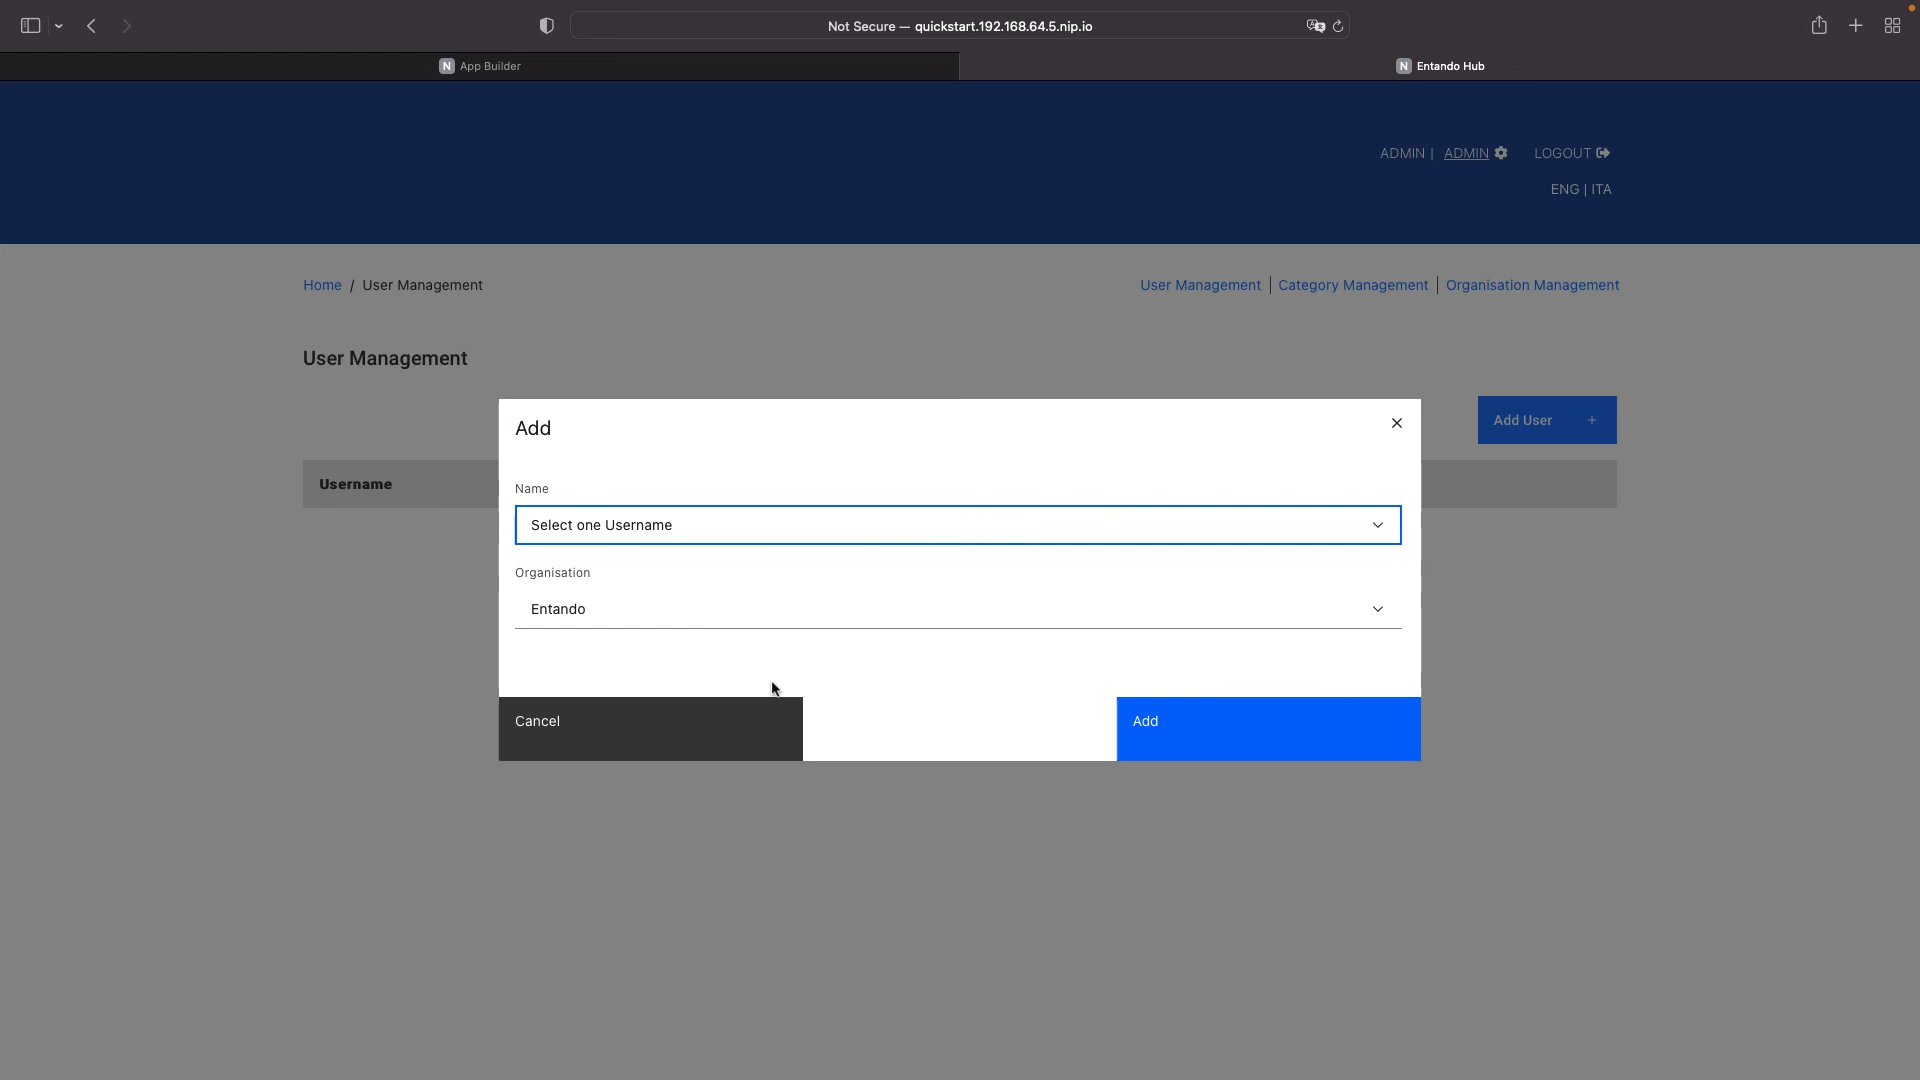 Not Secure — quickstart.192.168.64.5.nip.io
N App Builder
N Entando Hub
ADMIN | ADMIN LOGOUT
ENG | ITA
Home / User Management
User Management | Category Management | Organisation Management
User Management
Add User +
Username
Add
Name
Select one Username
Organisation
Entando
Cancel
Add